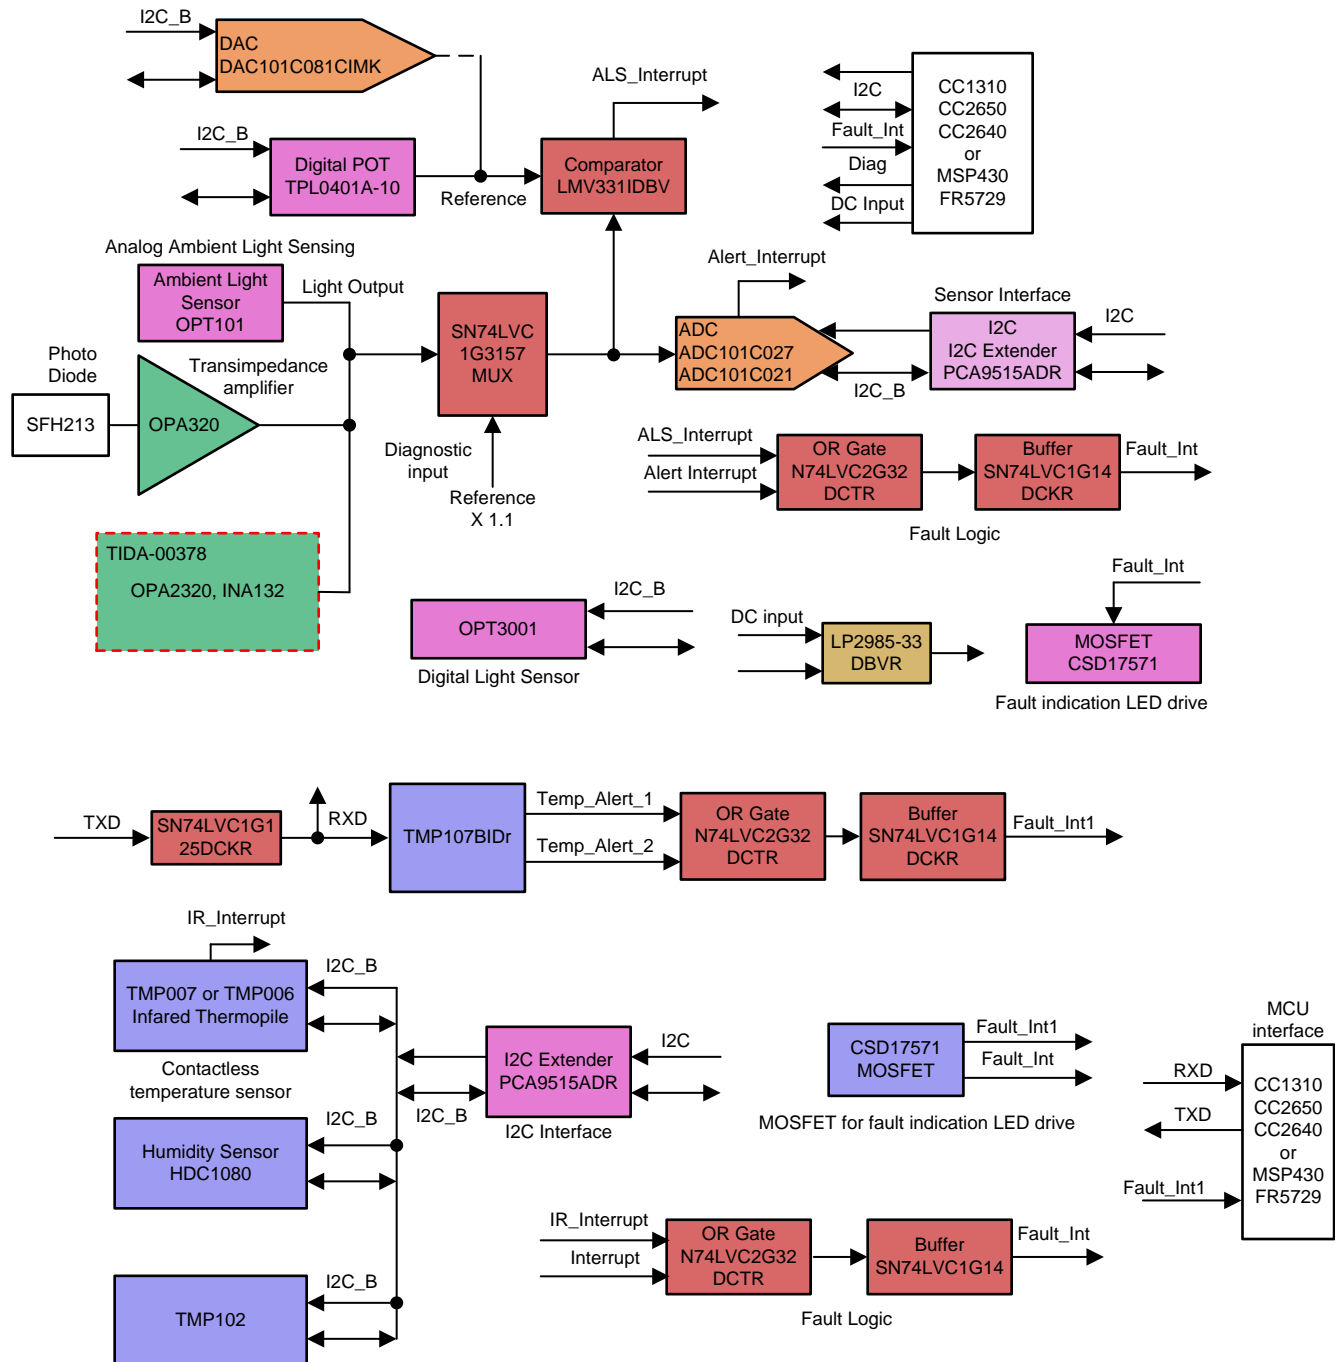 I2C_B
DAC
DAC101C081CIMK
I2C_B
Digital POT
TPL0401A-10
Reference
ALS_Interrupt
Comparator
LMV331IDBV
I2C
Fault_Int
Diag
DC Input
CC1310
CC2650
CC2640
or
MSP430
FR5729
Analog Ambient Light Sensing
Ambient Light
Sensor
OPT101
Light Output
Photo
Diode
SFH213
Transimpedance
amplifier
OPA320
SN74LVC
1G3157
MUX
Diagnostic
input
Reference
X 1.1
Alert_Interrupt
ADC
ADC101C027
ADC101C021
I2C_B
Sensor Interface
I2C
I2C Extender
PCA9515ADR
I2C
ALS_Interrupt
Alert Interrupt
OR Gate
N74LVC2G32
DCTR
Buffer
SN74LVC1G14
DCKR
Fault_Int
Fault Logic
TIDA-00378
OPA2320, INA132
OPT3001
I2C_B
Digital Light Sensor
DC input
LP2985-33
DBVR
Fault_Int
MOSFET
CSD17571
Fault indication LED drive
TXD
SN74LVC1G1
25DCKR
RXD
TMP107BIDr
Temp_Alert_1
Temp_Alert_2
OR Gate
N74LVC2G32
DCTR
Buffer
SN74LVC1G14
DCKR
Fault_Int1
IR_Interrupt
TMP007 or TMP006
Infared Thermopile
I2C_B
Contactless
temperature sensor
Humidity Sensor
HDC1080
I2C_B
TMP102
I2C_B
I2C_B
I2C Extender
PCA9515ADR
I2C
I2C Interface
CSD17571
MOSFET
Fault_Int1
Fault_Int
MOSFET for fault indication LED drive
MCU
interface
RXD
TXD
Fault_Int1
CC1310
CC2650
CC2640
or
MSP430
FR5729
IR_Interrupt
Interrupt
OR Gate
N74LVC2G32
DCTR
Buffer
SN74LVC1G14
Fault_Int
Fault Logic